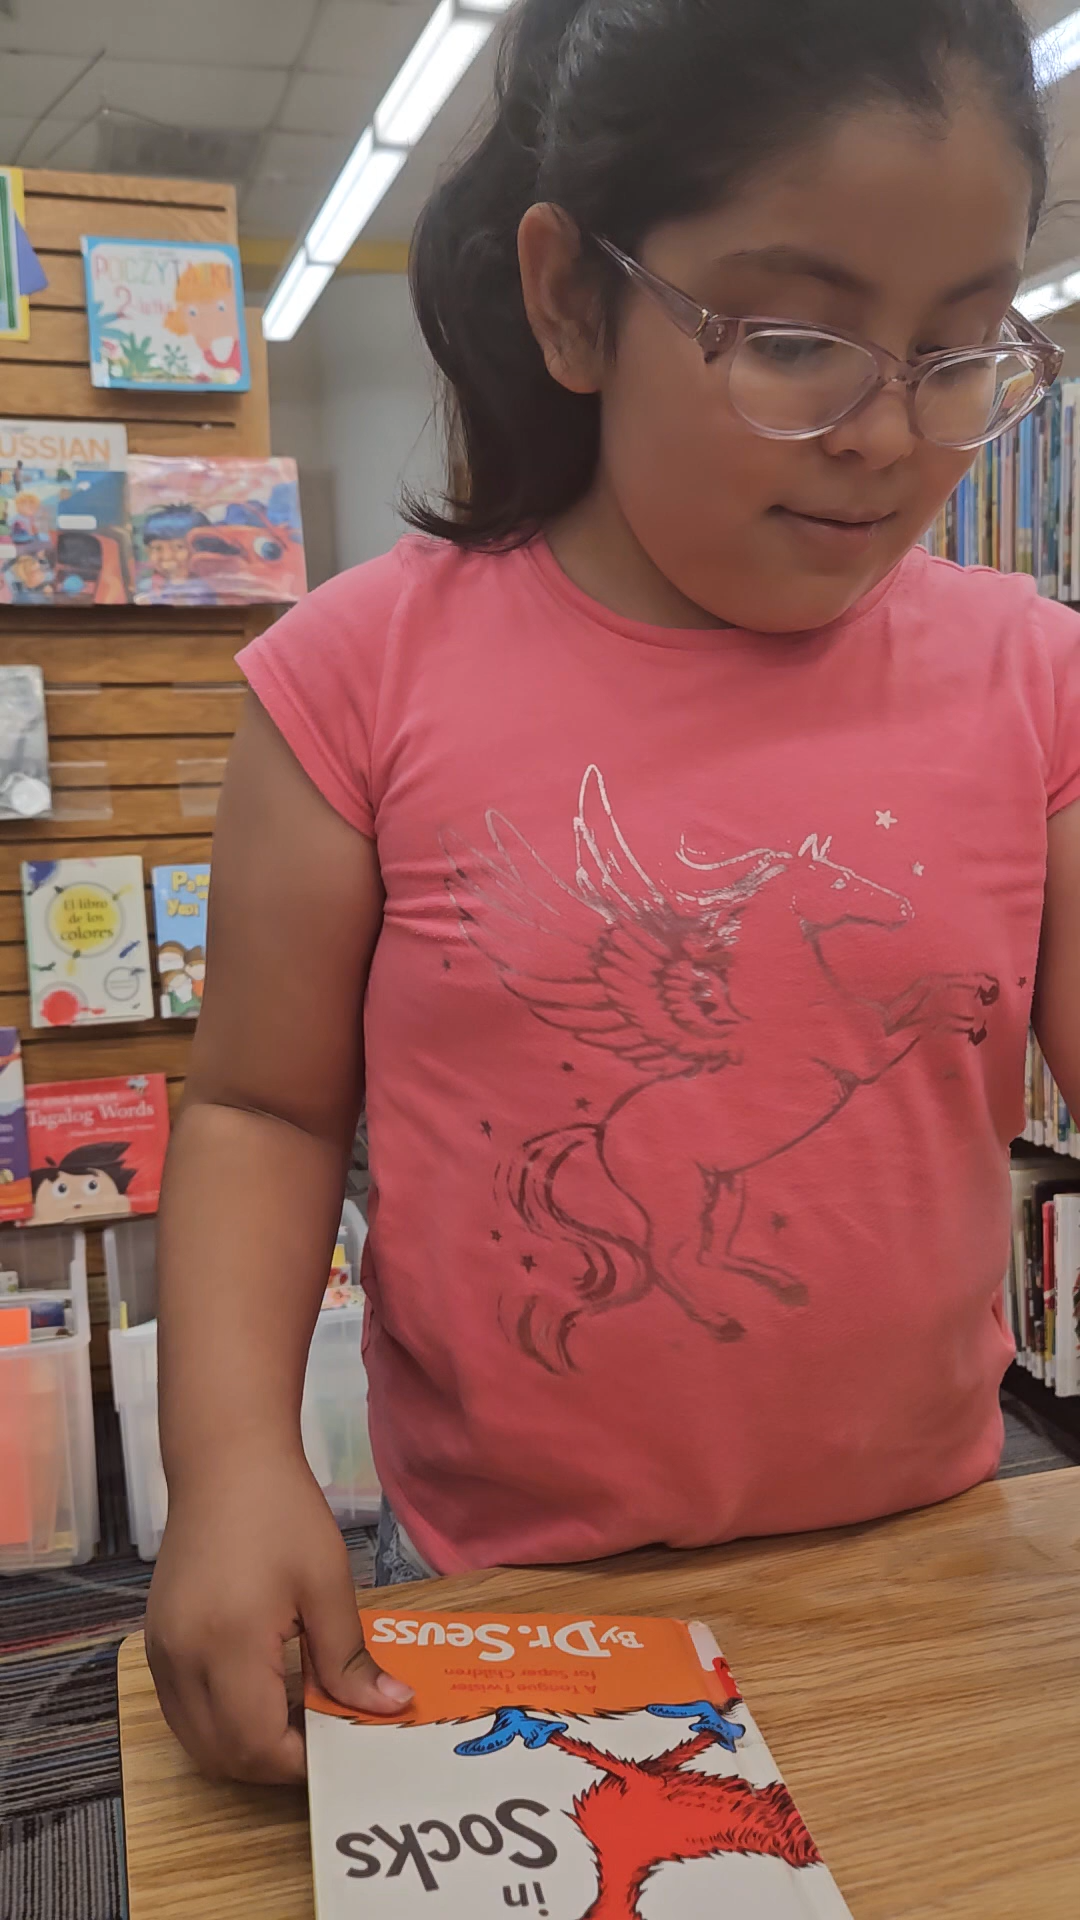 POCZYTAJKI
2-latka
USSIAN
El libro
de los
colores
Tagalog Words
By Dr. Seuss
A Tongue Twister
for Super Children
in
Socks